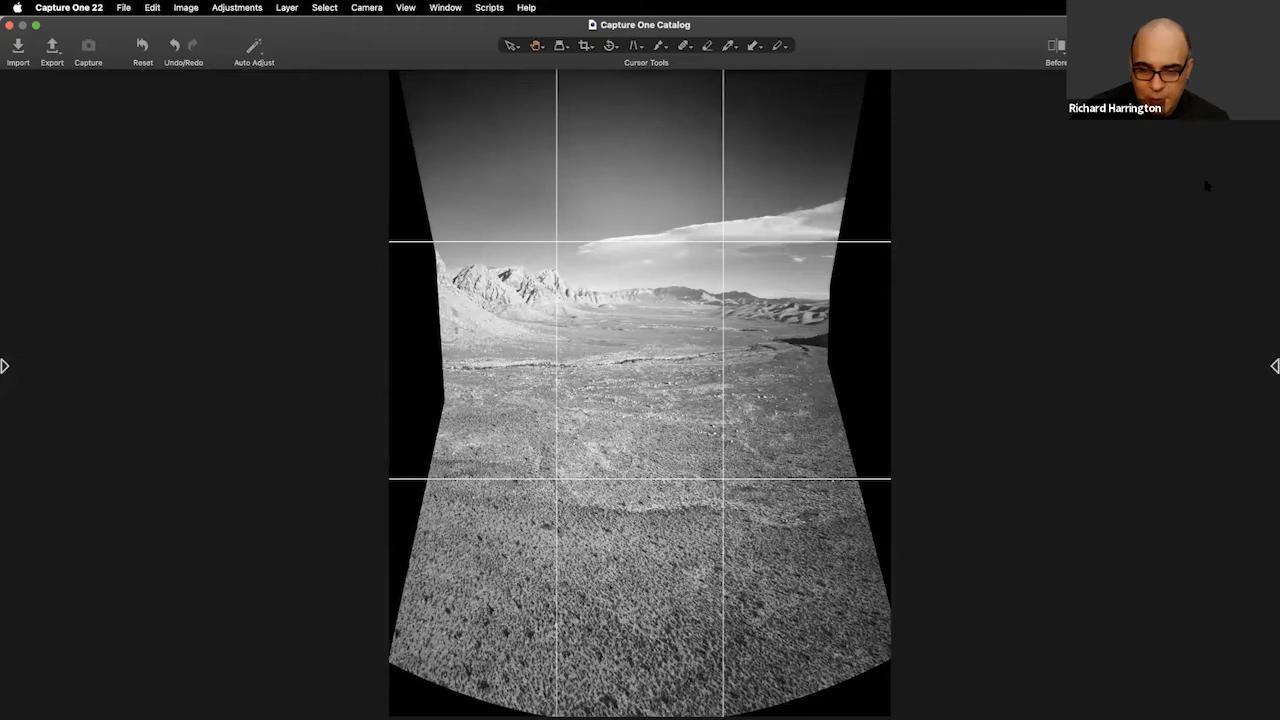 Capture One 22 File Edit Image Adjustments Layer Select Camera View Window Scripts Help
Capture One Catalog
Import Export Capture Reset Undo/Redo Auto Adjust Cursor Tools Before
Richard Harrington